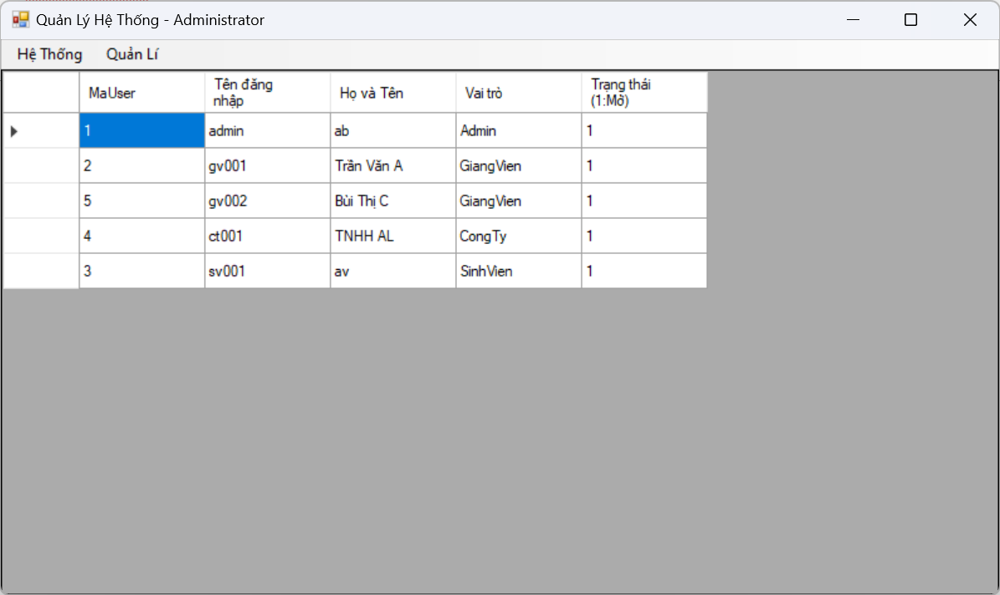 Quản Lý Hệ Thống - Administrator
Hệ Thống Quản Lí
MaUser Tên đăng nhập Họ và Tên Vai trò Trạng thái (1:Mở)
1 admin ab Admin 1
2 gv001 Trần Văn A GiangVien 1
5 gv002 Bùi Thị C GiangVien 1
4 ct001 TNHH AL CongTy 1
3 sv001 av SinhVien 1